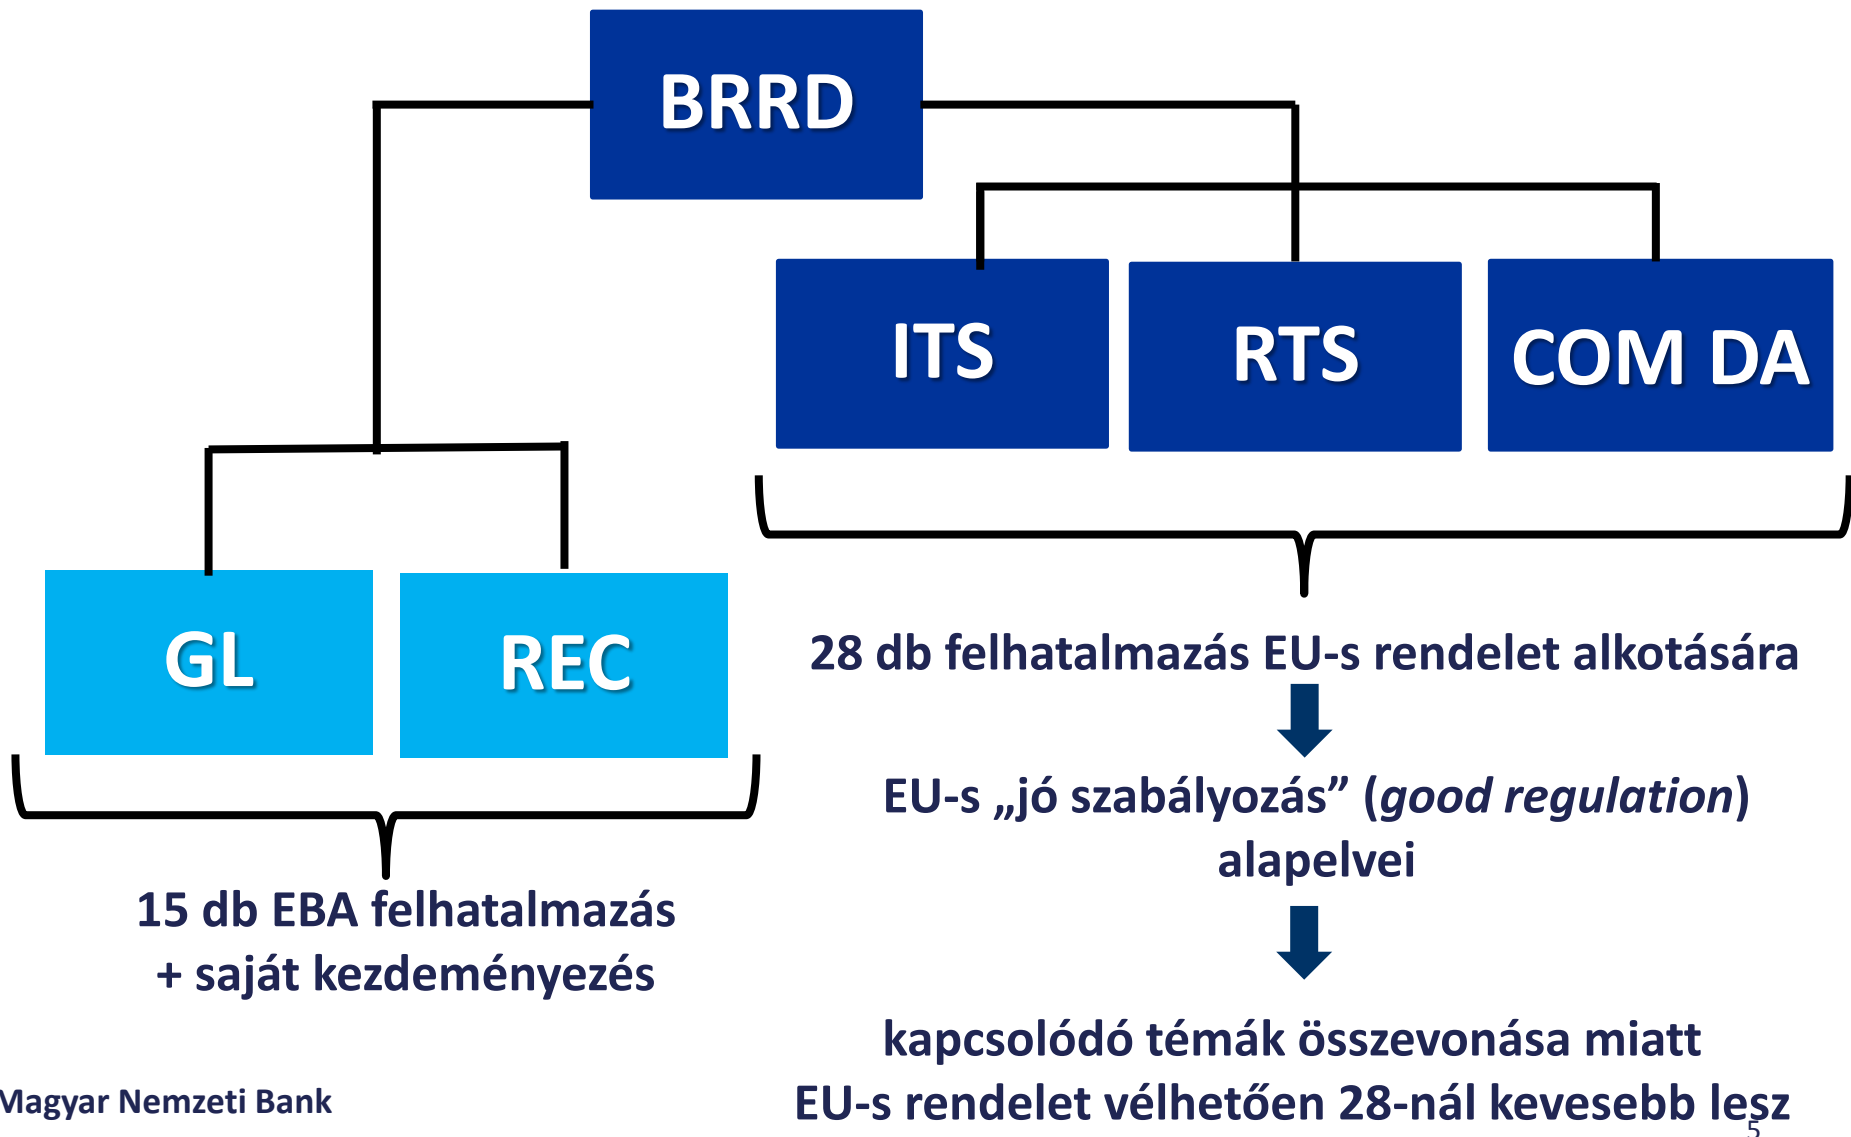 BRRD
ITS
RTS
COM DA
GL
REC
28 db felhatalmazás EU-s rendelet alkotására
EU-s „jó szabályozás” (good regulation)
alapelvei
15 db EBA felhatalmazás
+ saját kezdeményezés
kapcsolódó témák összevonása miatt
EU-s rendelet vélhetően 28-nál kevesebb lesz
Magyar Nemzeti Bank
5